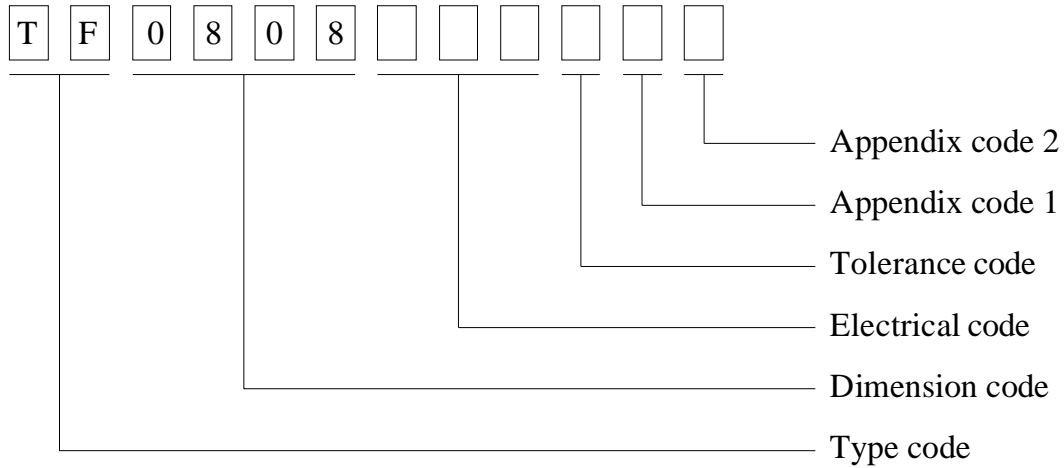 T F 0 8 0 8
Appendix code 2
Appendix code 1
Tolerance code
Electrical code
Dimension code
Type code